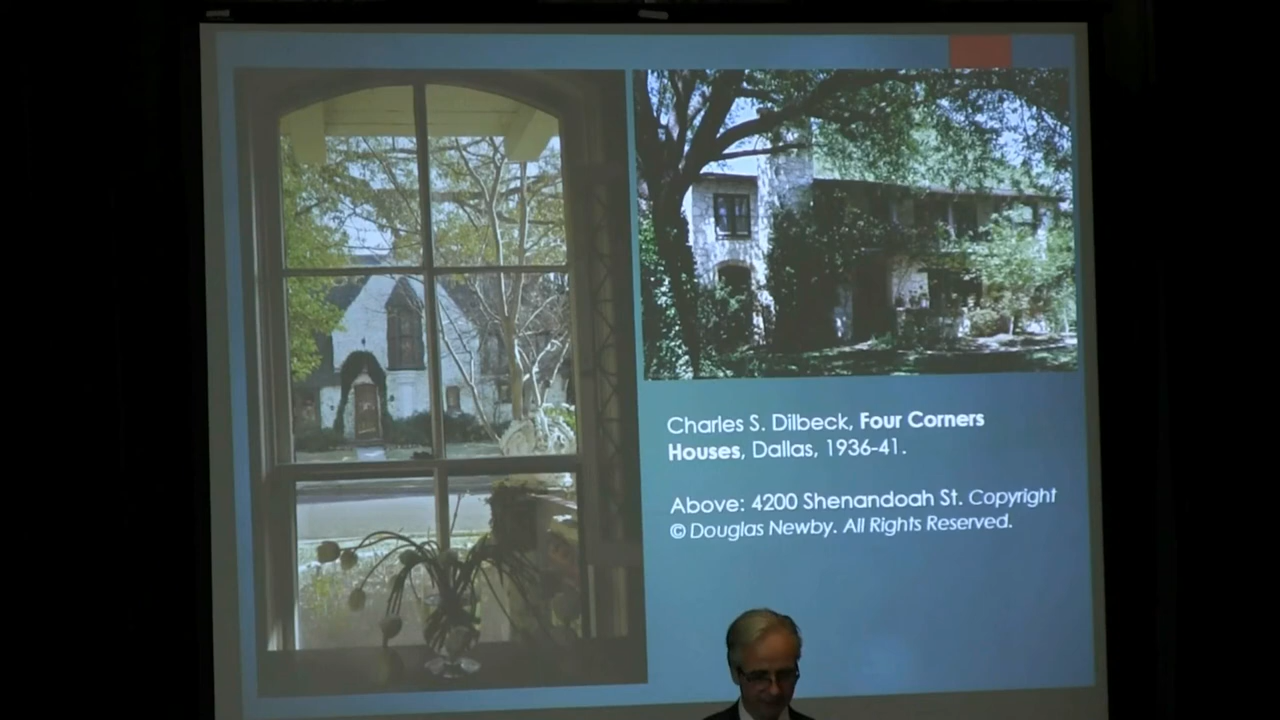 Charles S. Dilbeck, Four Corners
Houses, Dallas, 1936-41.
Above: 4200 Shenandoah St. Copyright
© Douglas Newby. All Rights Reserved.